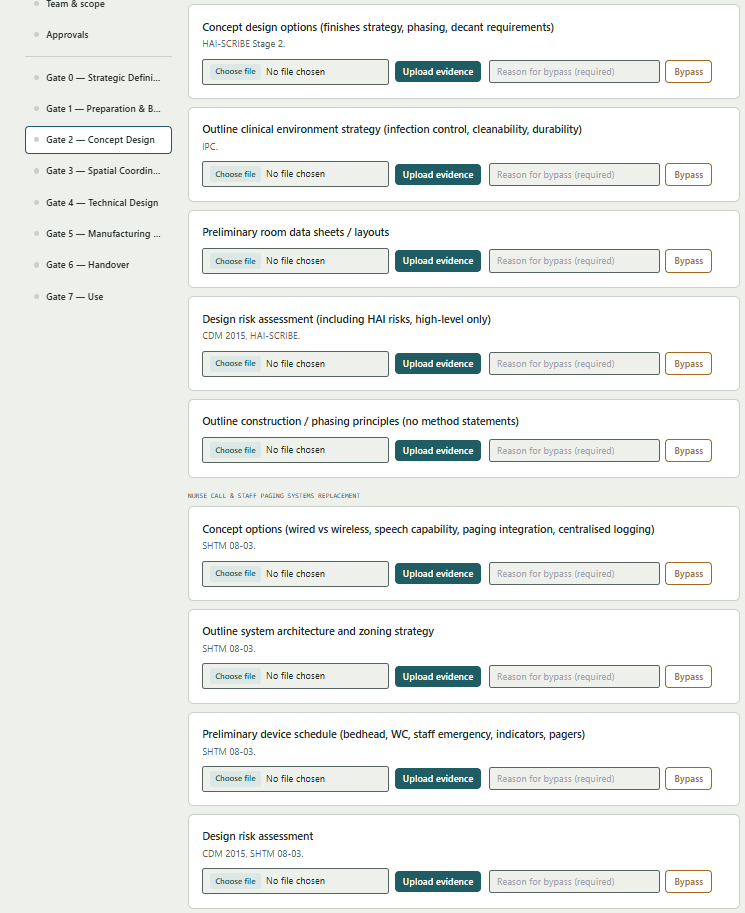 Team & scope
Approvals
Gate 0 — Strategic Defini...
Gate 1 — Preparation & B...
Gate 2 — Concept Design
Gate 3 — Spatial Coordin...
Gate 4 — Technical Design
Gate 5 — Manufacturing ...
Gate 6 — Handover
Gate 7 — Use
Concept design options (finishes strategy, phasing, decant requirements)
HAI-SCRIBE Stage 2.
Choose file No file chosen Upload evidence Reason for bypass (required) Bypass
Outline clinical environment strategy (infection control, cleanability, durability)
IPC.
Choose file No file chosen Upload evidence Reason for bypass (required) Bypass
Preliminary room data sheets / layouts
Choose file No file chosen Upload evidence Reason for bypass (required) Bypass
Design risk assessment (including HAI risks, high-level only)
CDM 2015, HAI-SCRIBE.
Choose file No file chosen Upload evidence Reason for bypass (required) Bypass
Outline construction / phasing principles (no method statements)
Choose file No file chosen Upload evidence Reason for bypass (required) Bypass
NURSE CALL & STAFF PAGING SYSTEMS REPLACEMENT
Concept options (wired vs wireless, speech capability, paging integration, centralised logging)
SHTM 08-03.
Choose file No file chosen Upload evidence Reason for bypass (required) Bypass
Outline system architecture and zoning strategy
SHTM 08-03.
Choose file No file chosen Upload evidence Reason for bypass (required) Bypass
Preliminary device schedule (bedhead, WC, staff emergency, indicators, pagers)
SHTM 08-03.
Choose file No file chosen Upload evidence Reason for bypass (required) Bypass
Design risk assessment
CDM 2015, SHTM 08-03.
Choose file No file chosen Upload evidence Reason for bypass (required) Bypass